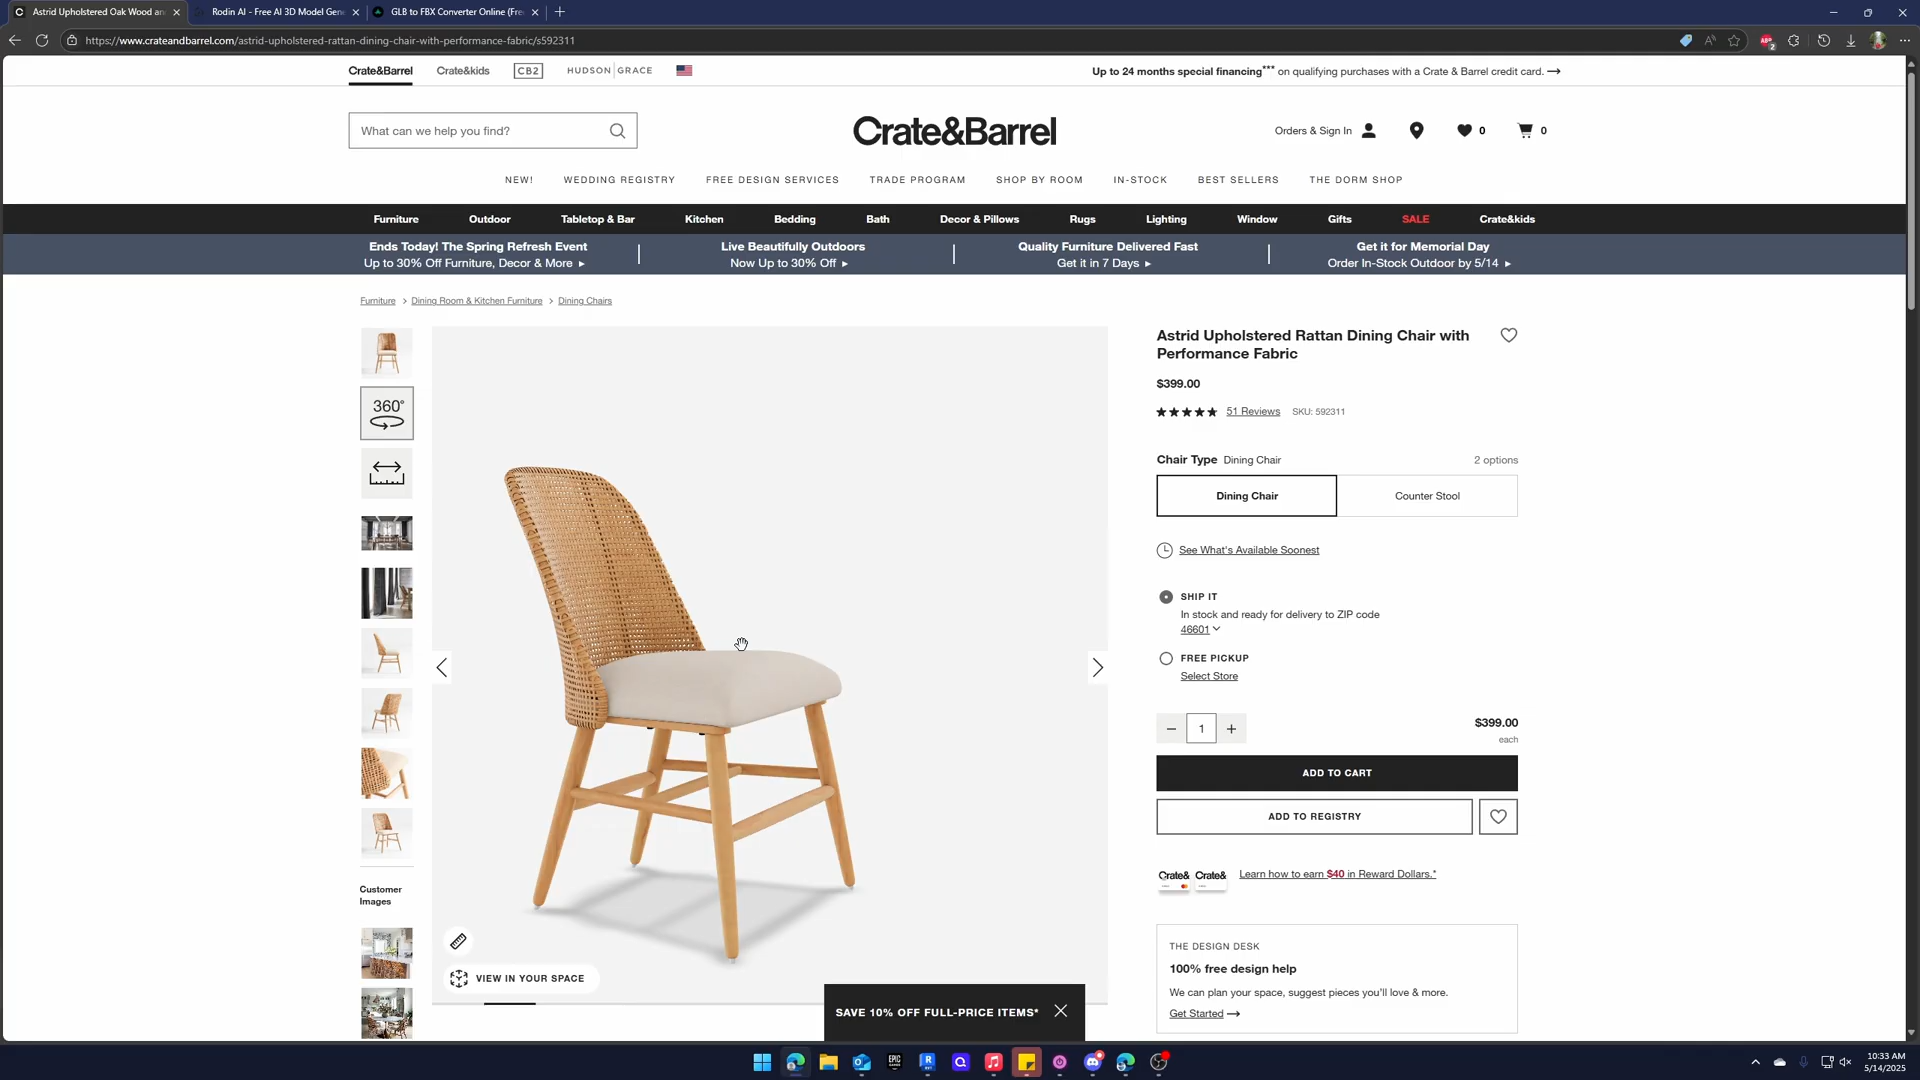 Astrid Upholstered Oak Wood an
Rodin AI - Free AI 3D Model Gen
GLB to FBX Converter Online (Fre
https://www.crateandbarrel.com/astrid-upholstered-rattan-dining-chair-with-performance-fabric/s592311
Crate&Barrel
Crate&kids
CB2
HUDSON GRACE
Up to 24 months special financing*** on qualifying purchases with a Crate & Barrel credit card.
What can we help you find?
Crate&Barrel
Orders & Sign In
0
0
NEW!
WEDDING REGISTRY
FREE DESIGN SERVICES
TRADE PROGRAM
SHOP BY ROOM
IN-STOCK
BEST SELLERS
THE DORM SHOP
Furniture
Outdoor
Tabletop & Bar
Kitchen
Bedding
Bath
Decor & Pillows
Rugs
Lighting
Window
Gifts
SALE
Crate&kids
Ends Today! The Spring Refresh Event
Up to 30% Off Furniture, Decor & More ▸
Live Beautifully Outdoors
Now Up to 30% Off ▸
Quality Furniture Delivered Fast
Get it in 7 Days ▸
Get it for Memorial Day
Order In-Stock Outdoor by 5/14 ▸
Furniture > Dining Room & Kitchen Furniture > Dining Chairs
360°
Customer
Images
VIEW IN YOUR SPACE
SAVE 10% OFF FULL-PRICE ITEMS*
Astrid Upholstered Rattan Dining Chair with
Performance Fabric
$399.00
51 Reviews
SKU: 592311
Chair Type Dining Chair
2 options
Dining Chair
Counter Stool
See What's Available Soonest
SHIP IT
In stock and ready for delivery to ZIP code
46601
FREE PICKUP
Select Store
1
$399.00
each
ADD TO CART
ADD TO REGISTRY
Crate&
Crate&
Learn how to earn $40 in Reward Dollars.*
THE DESIGN DESK
100% free design help
We can plan your space, suggest pieces you'll love & more.
Get Started
EPIC
10:33 AM
5/14/2025